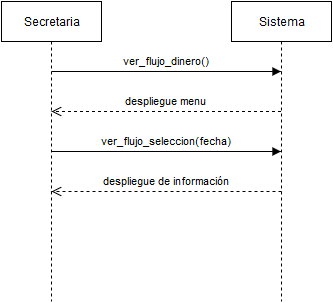 Secretaria
Sistema
ver_flujo_dinero()
despliegue menu
ver_flujo_seleccion(fecha)
despliegue de información